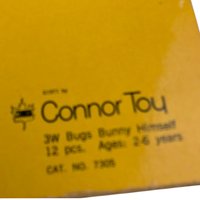 Connor Toy
3W Bugs Bunny Himself
12 pcs. Ages: 2-6 years
CAT. NO. 7305